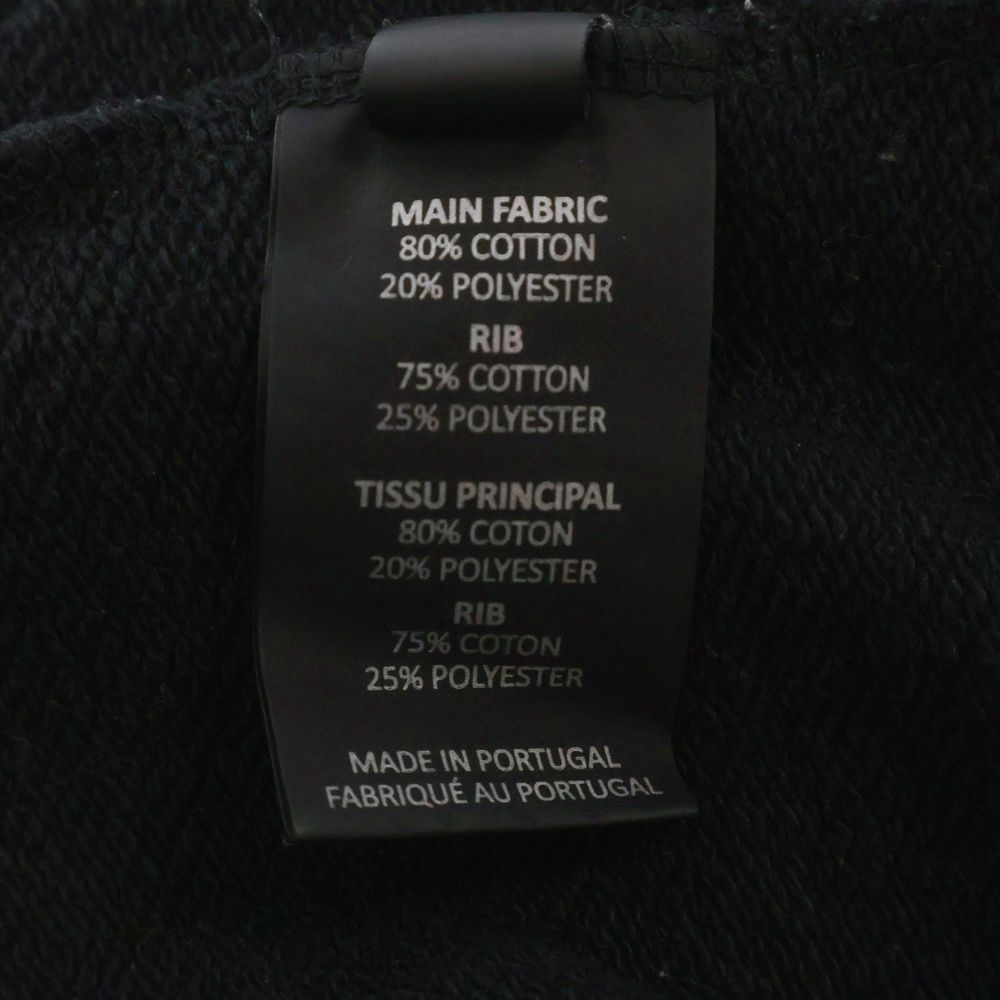 MAIN FABRIC
80% COTTON
20% POLYESTER
RIB
75% COTTON
25% POLYESTER
TISSU PRINCIPAL
80% COTON
20% POLYESTER
RIB
75% COTON
25% POLYESTER
MADE IN PORTUGAL
FABRIQUÉ AU PORTUGAL